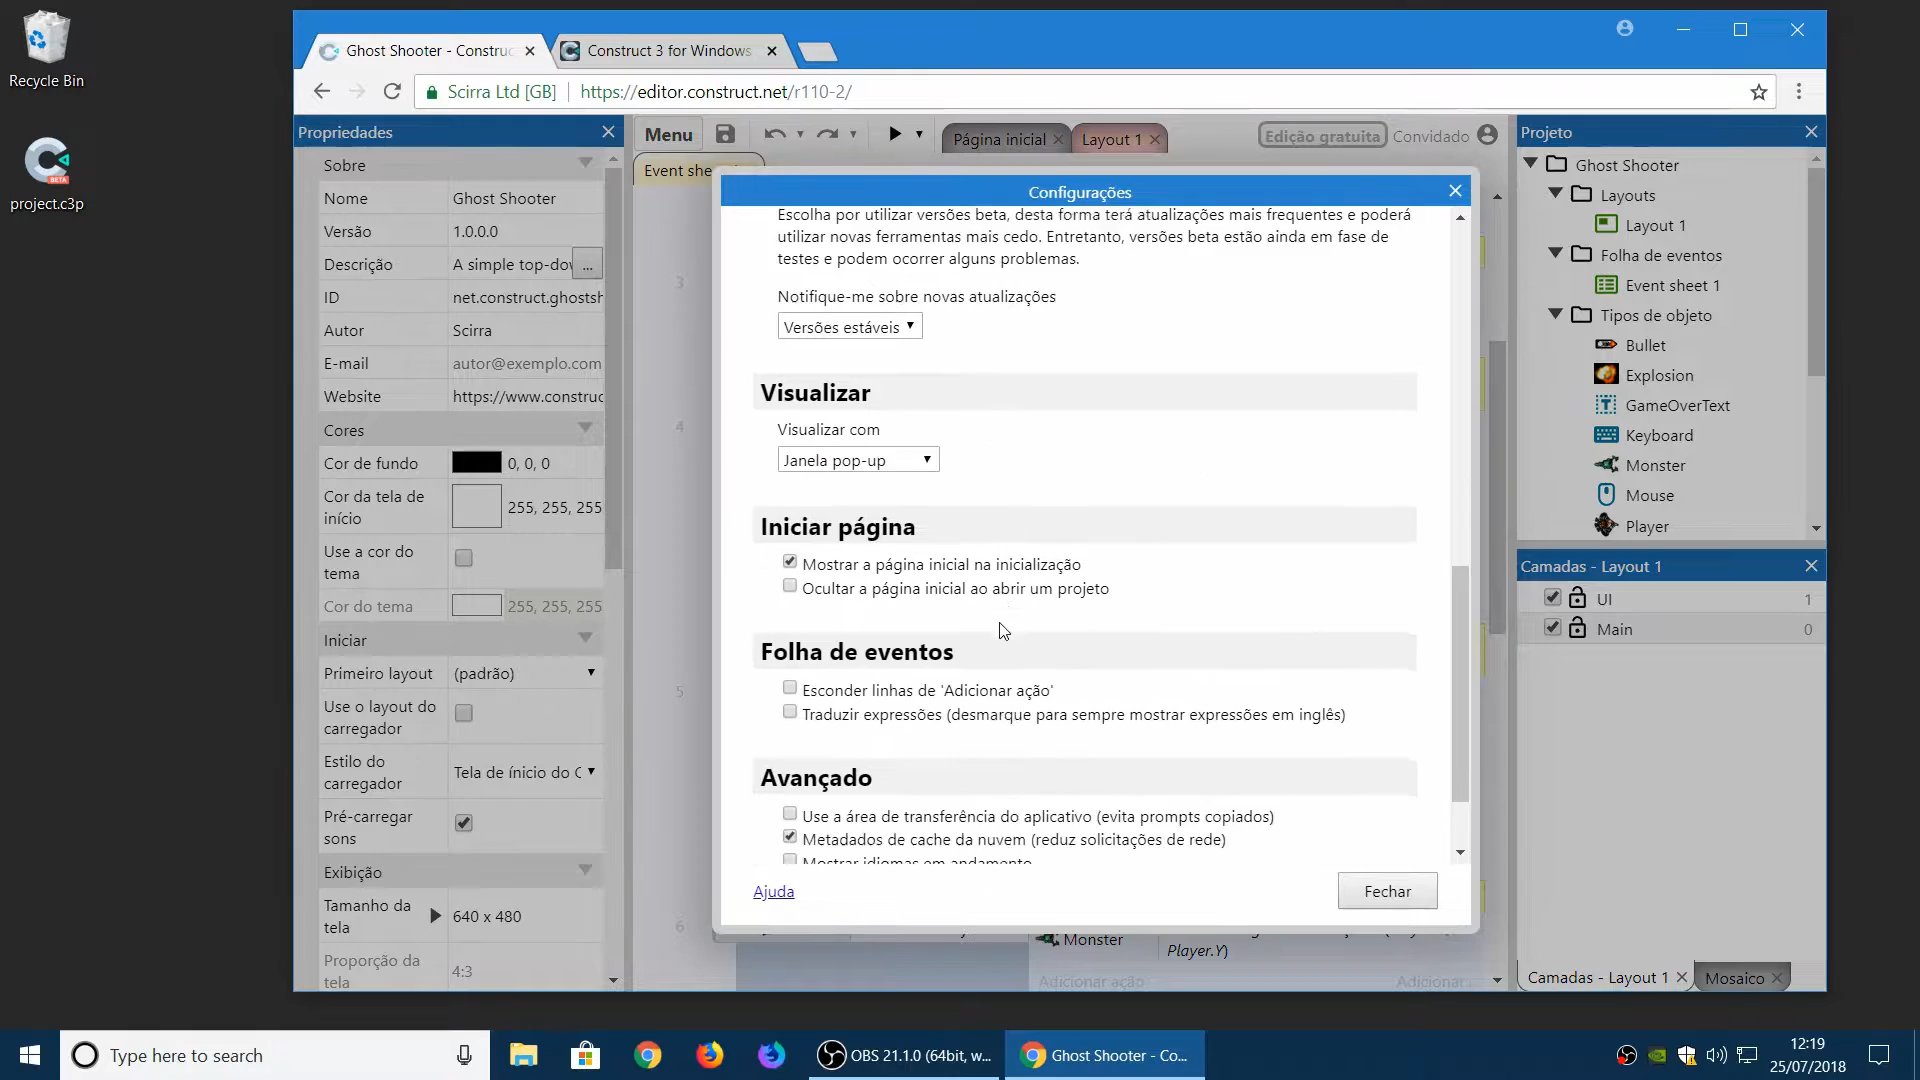 Recycle Bin
project.c3p
Ghost Shooter - Construc
Construct 3 for Windows
Scirra Ltd [GB]
https://editor.construct.net/r110-2/
Propriedades
Sobre
Nome
Ghost Shooter
Versão
1.0.0.0
Descrição
A simple top-dow
...
ID
net.construct.ghostsh
Autor
Scirra
E-mail
autor@exemplo.com
Website
https://www.construc
Cores
Cor de fundo
0, 0, 0
Cor da tela de
início
255, 255, 255
Use a cor do
tema
Cor do tema
255, 255, 255
Iniciar
Primeiro layout
(padrão)
Use o layout do
carregador
Estilo do
carregador
Tela de ínicio do C
Pré-carregar
sons
Exibição
Tamanho da
tela
640 x 480
Proporção da
tela
4:3
Menu
Página inicial
Layout 1
Edição gratuita
Convidado
Event she
3
4
5
6
Configurações
Escolha por utilizar versões beta, desta forma terá atualizações mais frequentes e poderá
utilizar novas ferramentas mais cedo. Entretanto, versões beta estão ainda em fase de
testes e podem ocorrer alguns problemas.
Notifique-me sobre novas atualizações
Versões estáveis
Visualizar
Visualizar com
Janela pop-up
Iniciar página
Mostrar a página inicial na inicialização
Ocultar a página inicial ao abrir um projeto
Folha de eventos
Esconder linhas de 'Adicionar ação'
Traduzir expressões (desmarque para sempre mostrar expressões em inglês)
Avançado
Use a área de transferência do aplicativo (evita prompts copiados)
Metadados de cache da nuvem (reduz solicitações de rede)
Mostrar idiomas em andamento
Ajuda
Fechar
Monster
Player.Y)
Adicionar ação
Adicionar...
Projeto
Ghost Shooter
Layouts
Layout 1
Folha de eventos
Event sheet 1
Tipos de objeto
Bullet
Explosion
GameOverText
Keyboard
Monster
Mouse
Player
Camadas - Layout 1
UI
1
Main
0
Camadas - Layout 1
Mosaico
Type here to search
OBS 21.1.0 (64bit, w...
Ghost Shooter - Co...
12:19
25/07/2018